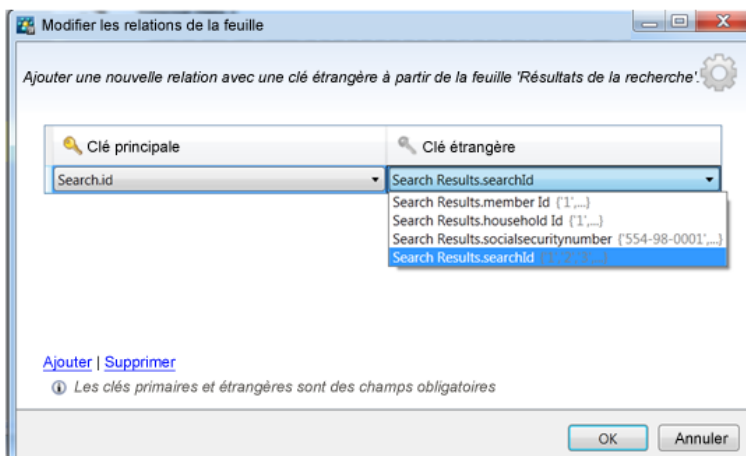 Modifier les relations de la feuille
Ajouter une nouvelle relation avec une clé étrangère à partir de la feuille 'Résultats de la recherche'.
Clé principale
Clé étrangère
Search.id
Search Results.searchId
Search Results.member Id {'1',...}
Search Results.household Id {'1',...}
Search Results.socialsecuritynumber {'554-98-0001',...}
Search Results.searchId
Ajouter | Supprimer
Les clés primaires et étrangères sont des champs obligatoires
OK
Annuler